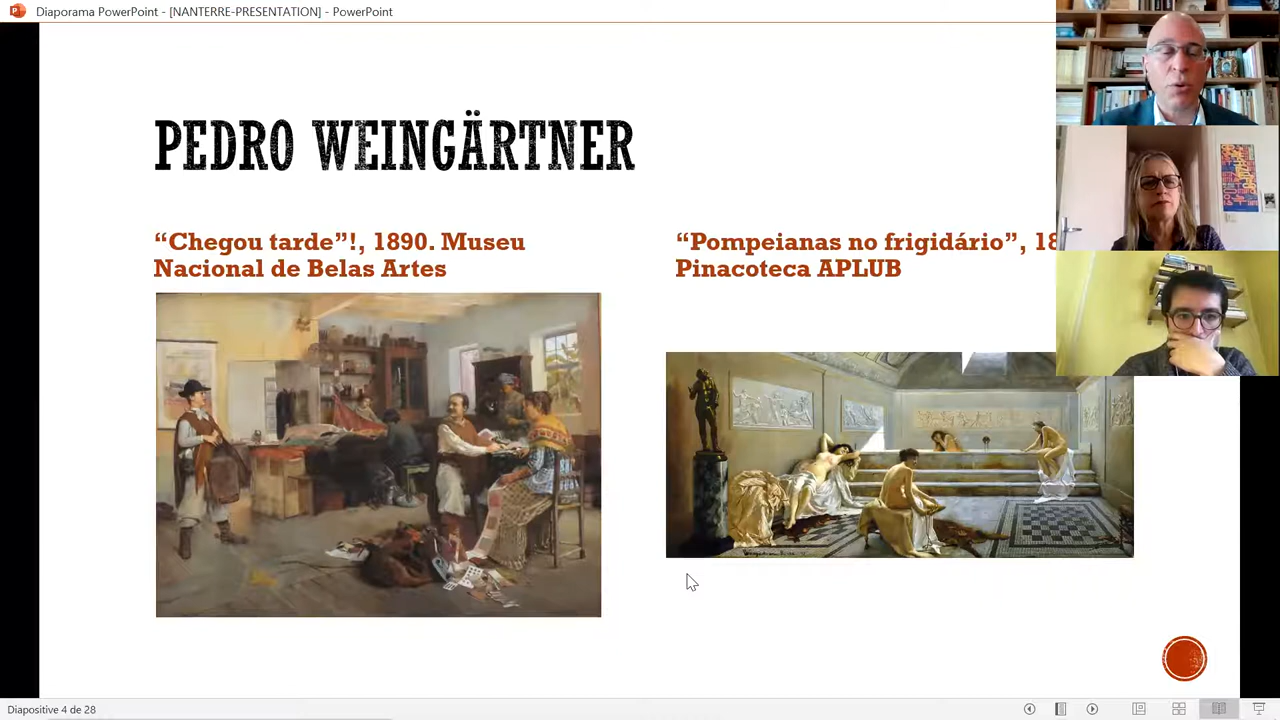 Diaporama PowerPoint - [NANTERRE-PRESENTATION] - PowerPoint
PEDRO WEINGÄRTNER
“Chegou tarde”!, 1890. Museu
Nacional de Belas Artes
“Pompeianas no frigidário”, 18
Pinacoteca APLUB
Diapositive 4 de 28